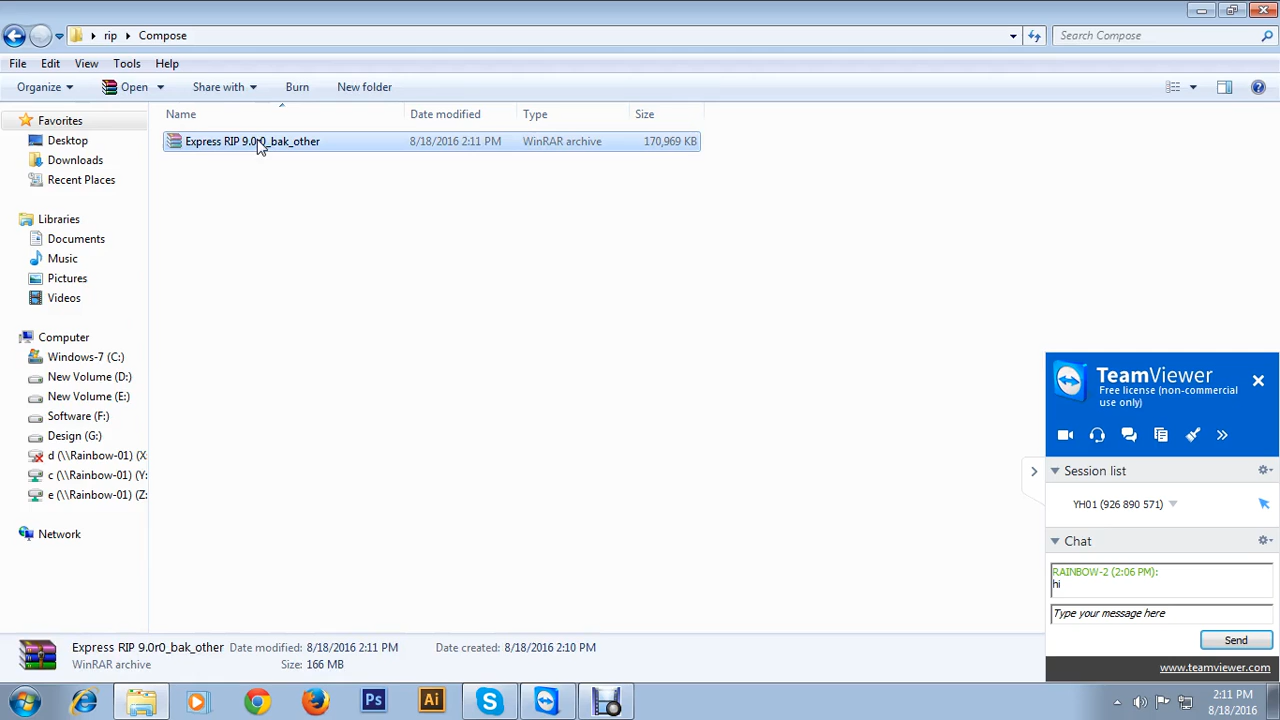 rip
Compose
Search Compose
File Edit View Tools Help
Organize Open Share with Burn New folder
Name Date modified Type Size
Express RIP 9.0r0_bak_other 8/18/2016 2:11 PM WinRAR archive 170,969 KB
Favorites
Desktop
Downloads
Recent Places
Libraries
Documents
Music
Pictures
Videos
Computer
Windows-7 (C:)
New Volume (D:)
New Volume (E:)
Software (F:)
Design (G:)
d (\\Rainbow-01) (X:
c (\\Rainbow-01) (Y:
e (\\Rainbow-01) (Z:
Network
TeamViewer
Free license (non-commercial
use only)
Session list
YH01 (926 890 571)
Chat
RAINBOW-2 (2:06 PM):
hi
Type your message here
Send
www.teamviewer.com
Express RIP 9.0r0_bak_other Date modified: 8/18/2016 2:11 PM Date created: 8/18/2016 2:10 PM
WinRAR archive Size: 166 MB
Ps
Ai
2:11 PM
8/18/2016